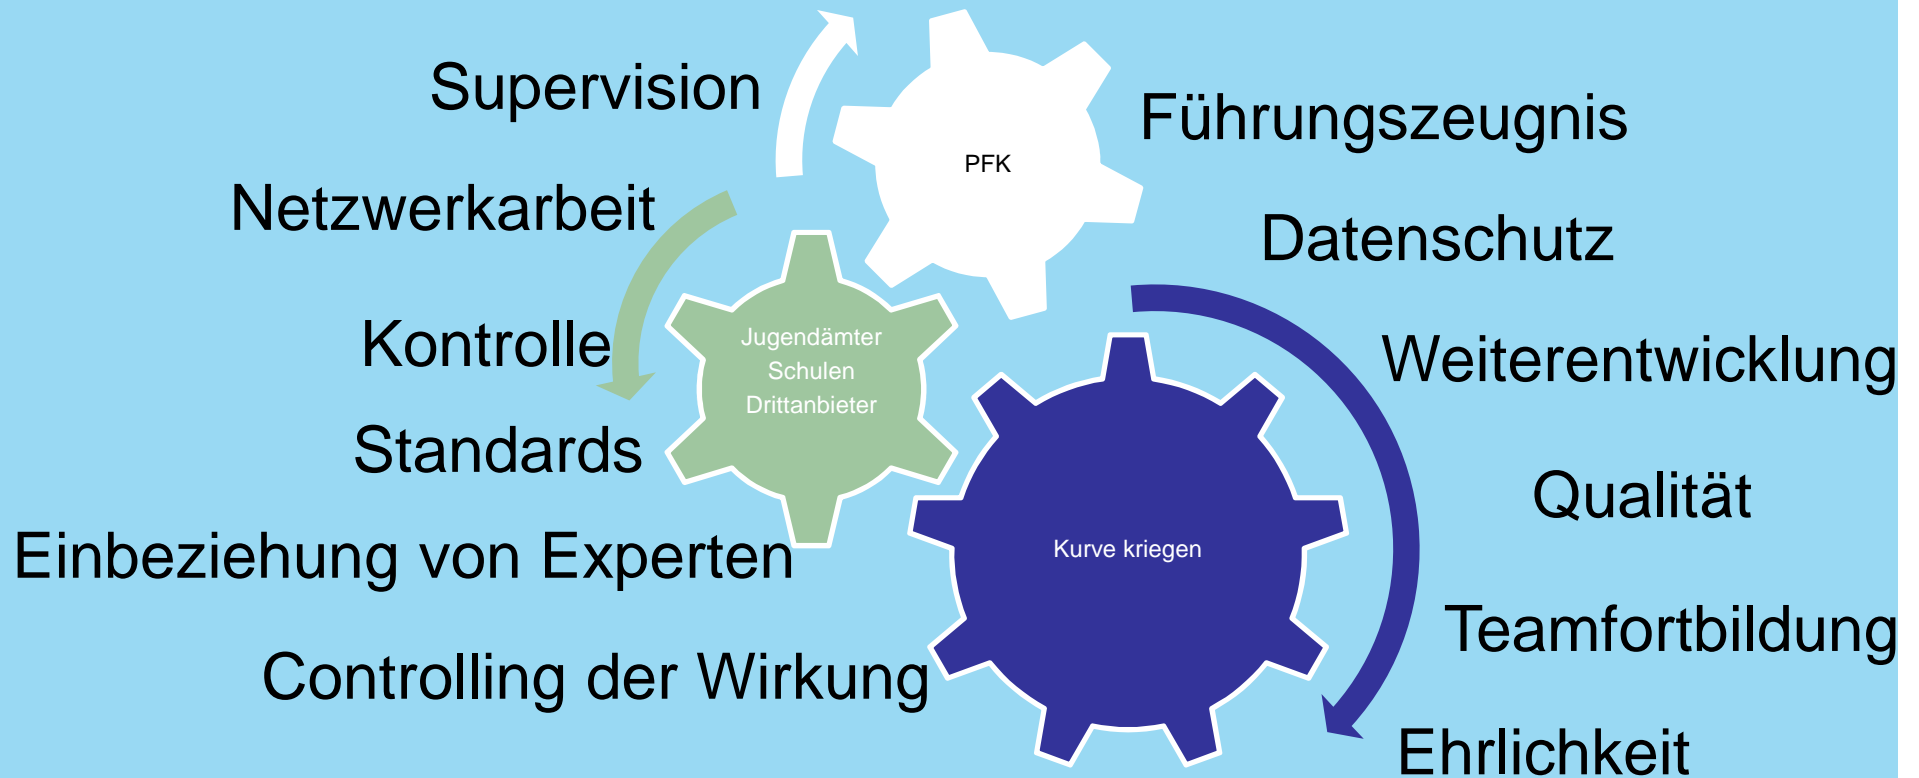 Supervision
Netzwerkarbeit
Kontrolle
Standards
Einbeziehung von Experten
Controlling der Wirkung
PFK
Jugendämter
Schulen
Drittanbieter
Kurve kriegen
Führungszeugnis
Datenschutz
Weiterentwicklung
Qualität
Teamfortbildung
Ehrlichkeit